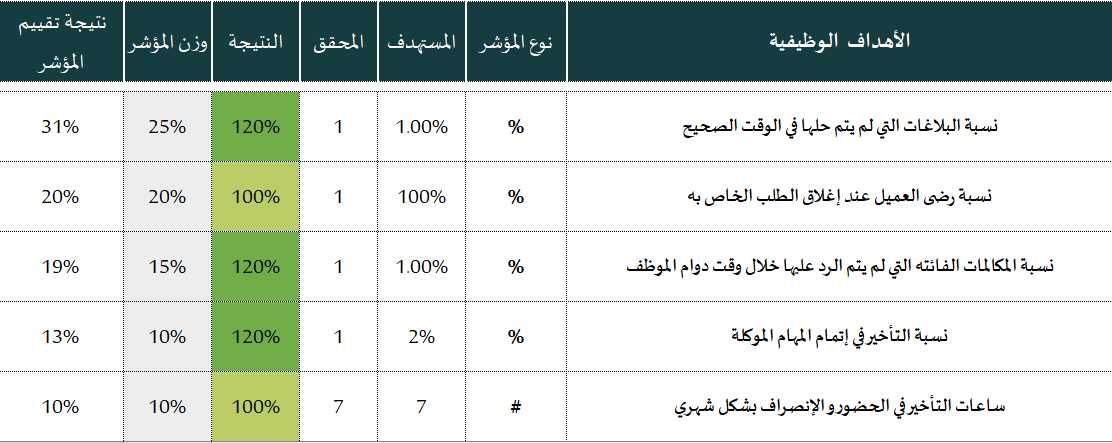 الأهداف الوظيفية نوع المؤشر المستهدف المحقق النتيجة وزن المؤشر نتيجة تقييم المؤشر
نسبة البلاغات التي لم يتم حلها في الوقت الصحيح % 1.00% 1 120% 25% 31%
نسبة رضى العميل عند إغلاق الطلب الخاص به % 100% 1 100% 20% 20%
نسبة المكالمات الفائته التي لم يتم الرد عليها خلال وقت دوام الموظف % 1.00% 1 120% 15% 19%
نسبة التأخير في إتمام المهام الموكلة % 2% 1 120% 10% 13%
ساعات التأخير في الحضور و الإنصراف بشكل شهري # 7 7 100% 10% 10%